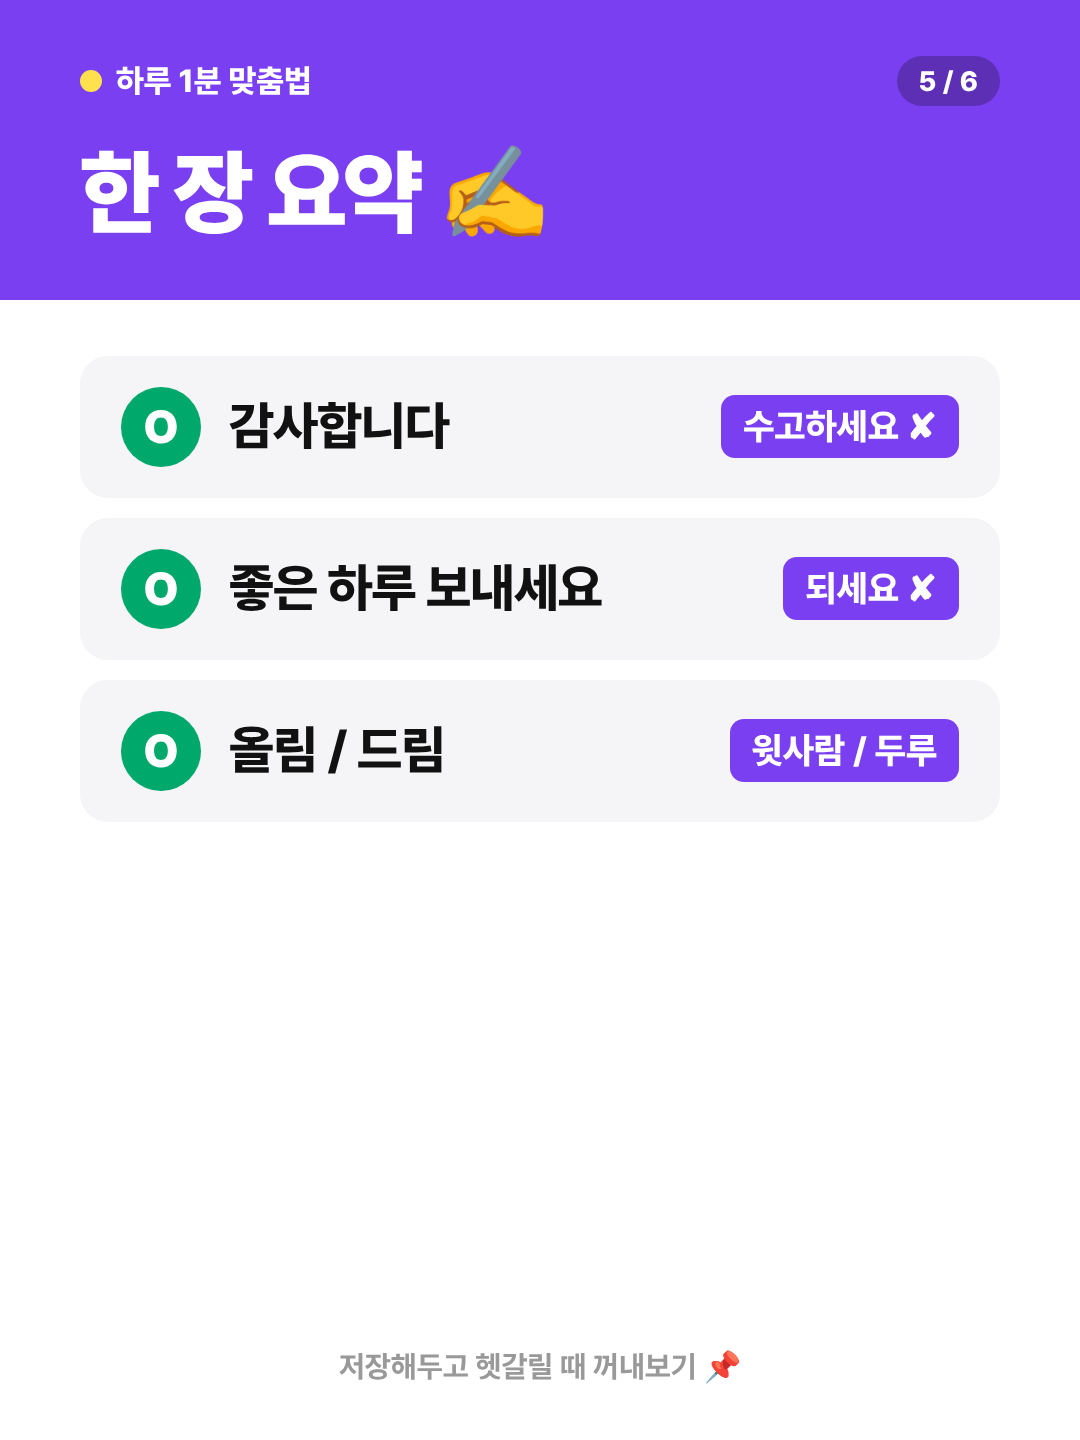 하루 1분 맞춤법
5 / 6
한 장 요약 ✍️
O 감사합니다 수고하세요 ✘
O 좋은 하루 보내세요 되세요 ✘
O 올림 / 드림 윗사람 / 두루
저장해두고 헷갈릴 때 꺼내보기 📌